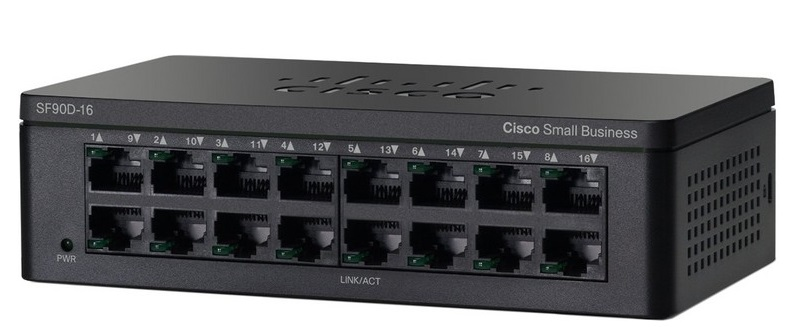 CISCO
SF90D-16
Cisco Small Business
1▲ 9▼ 2▲ 10▼ 3▲ 11▼ 4▲ 12▼ 5▲ 13▼ 6▲ 14▼ 7▲ 15▼ 8▲ 16▼
PWR
LINK/ACT